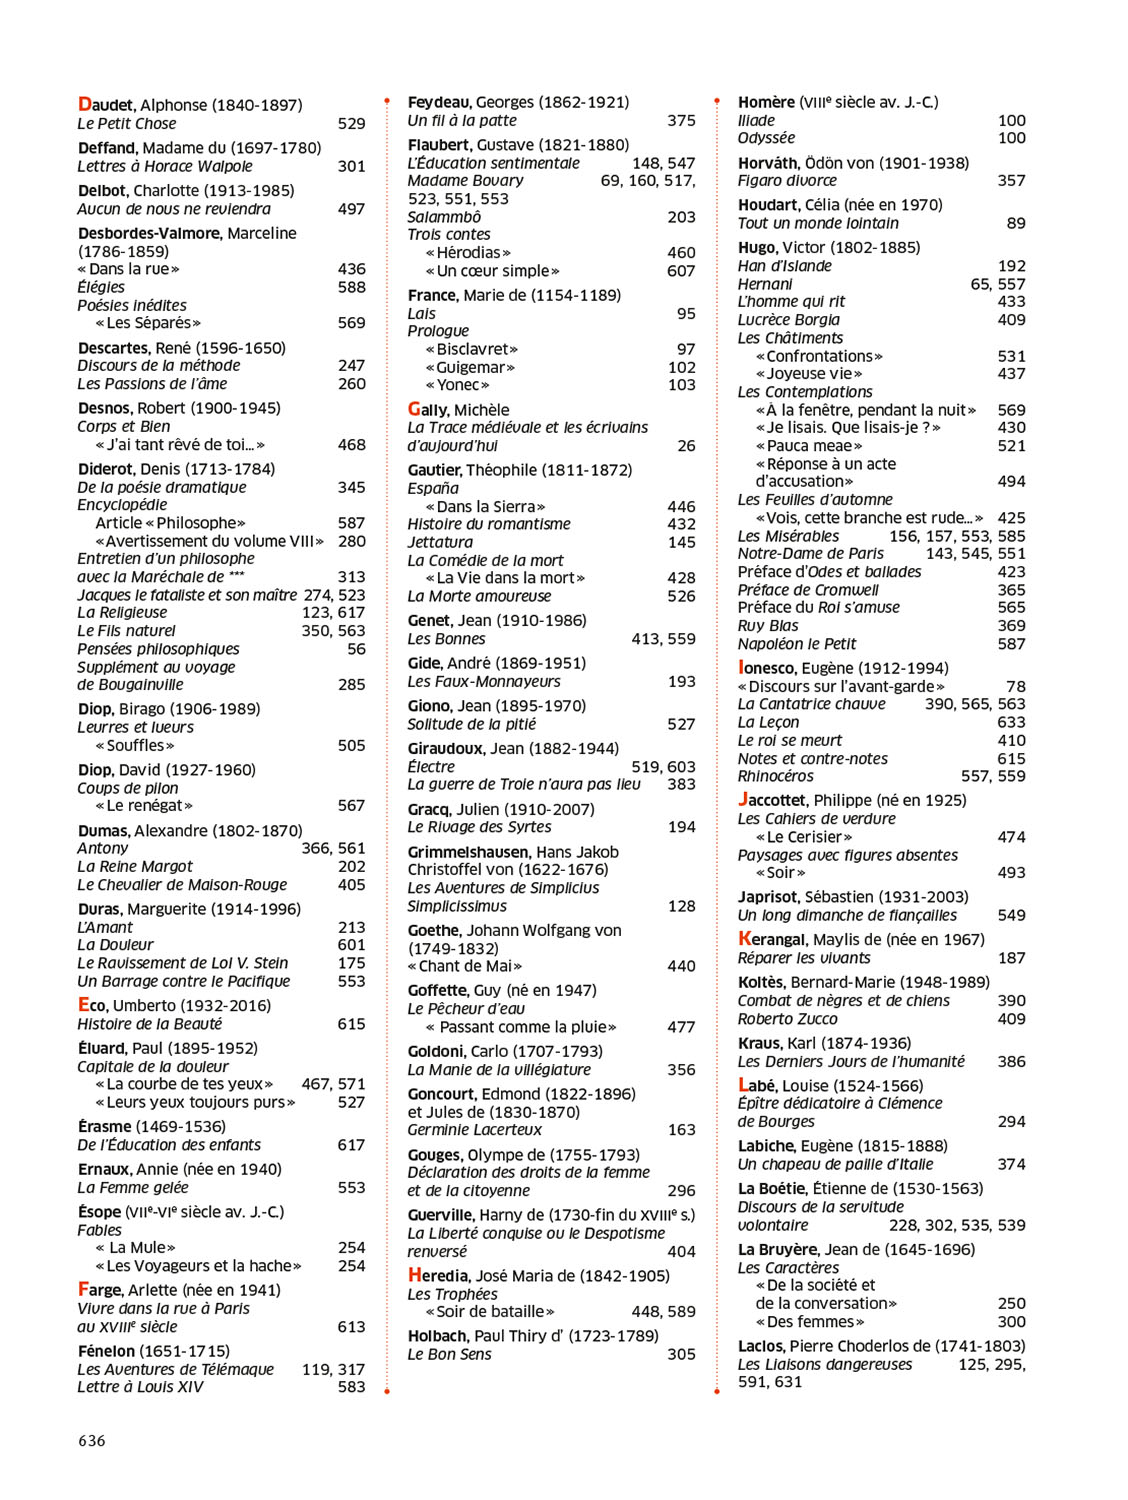 Daudet, Alphonse (1840-1897)
Le Petit Chose 529
Deffand, Madame du (1697-1780)
Lettres à Horace Walpole 301
Delbot, Charlotte (1913-1985)
Aucun de nous ne reviendra 497
Desbordes-Valmore, Marceline
(1786-1859)
« Dans la rue » 436
Élégies 588
Poésies inédites
« Les Séparés » 569
Descartes, René (1596-1650)
Discours de la méthode 247
Les Passions de l'âme 260
Desnos, Robert (1900-1945)
Corps et Bien
« J'ai tant rêvé de toi... » 468
Diderot, Denis (1713-1784)
De la poésie dramatique 345
Encyclopédie
Article « Philosophe » 587
« Avertissement du volume VIII » 280
Entretien d'un philosophe
avec la Maréchale de *** 313
Jacques le fataliste et son maître 274, 523
La Religieuse 123, 617
Le Fils naturel 350, 563
Pensées philosophiques 56
Supplément au voyage
de Bougainville 285
Diop, Birago (1906-1989)
Leurres et lueurs
« Souffles » 505
Diop, David (1927-1960)
Coups de pilon
« Le renégat » 567
Dumas, Alexandre (1802-1870)
Antony 366, 561
La Reine Margot 202
Le Chevalier de Maison-Rouge 405
Duras, Marguerite (1914-1996)
L'Amant 213
La Douleur 601
Le Ravissement de Lol V. Stein 175
Un Barrage contre le Pacifique 553
Eco, Umberto (1932-2016)
Histoire de la Beauté 615
Éluard, Paul (1895-1952)
Capitale de la douleur
« La courbe de tes yeux » 467, 571
« Leurs yeux toujours purs » 527
Érasme (1469-1536)
De l'Éducation des enfants 617
Ernaux, Annie (née en 1940)
La Femme gelée 553
Ésope (VIIe-VIe siècle av. J.-C.)
Fables
« La Mule » 254
« Les Voyageurs et la hache » 254
Farge, Arlette (née en 1941)
Vivre dans la rue à Paris
au XVIIIe siècle 613
Fénelon (1651-1715)
Les Aventures de Télémaque 119, 317
Lettre à Louis XIV 583
Feydeau, Georges (1862-1921)
Un fil à la patte 375
Flaubert, Gustave (1821-1880)
L'Éducation sentimentale 148, 547
Madame Bovary 69, 160, 517,
523, 551, 553
Salammbô 203
Trois contes
« Hérodias » 460
« Un cœur simple » 607
France, Marie de (1154-1189)
Lais 95
Prologue
« Bisclavret » 97
« Guigemar » 102
« Yonec » 103
Gally, Michèle
La Trace médiévale et les écrivains
d'aujourd'hui 26
Gautier, Théophile (1811-1872)
España
« Dans la Sierra » 446
Histoire du romantisme 432
Jettatura 145
La Comédie de la mort
« La Vie dans la mort » 428
La Morte amoureuse 526
Genet, Jean (1910-1986)
Les Bonnes 413, 559
Gide, André (1869-1951)
Les Faux-Monnayeurs 193
Giono, Jean (1895-1970)
Solitude de la pitié 527
Giraudoux, Jean (1882-1944)
Électre 519, 603
La guerre de Troie n'aura pas lieu 383
Gracq, Julien (1910-2007)
Le Rivage des Syrtes 194
Grimmelshausen, Hans Jakob
Christoffel von (1622-1676)
Les Aventures de Simplicius
Simplicissimus 128
Goethe, Johann Wolfgang von
(1749-1832)
« Chant de Mai » 440
Goffette, Guy (né en 1947)
Le Pêcheur d'eau
« Passant comme la pluie » 477
Goldoni, Carlo (1707-1793)
La Manie de la villégiature 356
Goncourt, Edmond (1822-1896)
et Jules de (1830-1870)
Germinie Lacerteux 163
Gouges, Olympe de (1755-1793)
Déclaration des droits de la femme
et de la citoyenne 296
Guerville, Harny de (1730-fin du XVIIIe s.)
La Liberté conquise ou le Despotisme
renversé 404
Heredia, José Maria de (1842-1905)
Les Trophées
« Soir de bataille » 448, 589
Holbach, Paul Thiry d' (1723-1789)
Le Bon Sens 305
Homère (VIIIe siècle av. J.-C.)
Iliade 100
Odyssée 100
Horváth, Ödön von (1901-1938)
Figaro divorce 357
Houdart, Célia (née en 1970)
Tout un monde lointain 89
Hugo, Victor (1802-1885)
Han d'Islande 192
Hernani 65, 557
L'homme qui rit 433
Lucrèce Borgia 409
Les Châtiments
« Confrontations » 531
« Joyeuse vie » 437
Les Contemplations
« À la fenêtre, pendant la nuit » 569
« Je lisais. Que lisais-je ? » 430
« Pauca meae » 521
« Réponse à un acte
d'accusation » 494
Les Feuilles d'automne
« Vois, cette branche est rude... » 425
Les Misérables 156, 157, 553, 585
Notre-Dame de Paris 143, 545, 551
Préface d'Odes et ballades 423
Préface de Cromwell 365
Préface du Roi s'amuse 565
Ruy Blas 369
Napoléon le Petit 587
Ionesco, Eugène (1912-1994)
« Discours sur l'avant-garde » 78
La Cantatrice chauve 390, 565, 563
La Leçon 633
Le roi se meurt 410
Notes et contre-notes 615
Rhinocéros 557, 559
Jaccottet, Philippe (né en 1925)
Les Cahiers de verdure
« Le Cerisier » 474
Paysages avec figures absentes
« Soir » 493
Japrisot, Sébastien (1931-2003)
Un long dimanche de fiançailles 549
Kerangal, Maylis de (née en 1967)
Réparer les vivants 187
Koltès, Bernard-Marie (1948-1989)
Combat de nègres et de chiens 390
Roberto Zucco 409
Kraus, Karl (1874-1936)
Les Derniers Jours de l'humanité 386
Labé, Louise (1524-1566)
Épître dédicatoire à Clémence
de Bourges 294
Labiche, Eugène (1815-1888)
Un chapeau de paille d'Italie 374
La Boétie, Étienne de (1530-1563)
Discours de la servitude
volontaire 228, 302, 535, 539
La Bruyère, Jean de (1645-1696)
Les Caractères
« De la société et
de la conversation » 250
« Des femmes » 300
Laclos, Pierre Choderlos de (1741-1803)
Les Liaisons dangereuses 125, 295,
591, 631
636